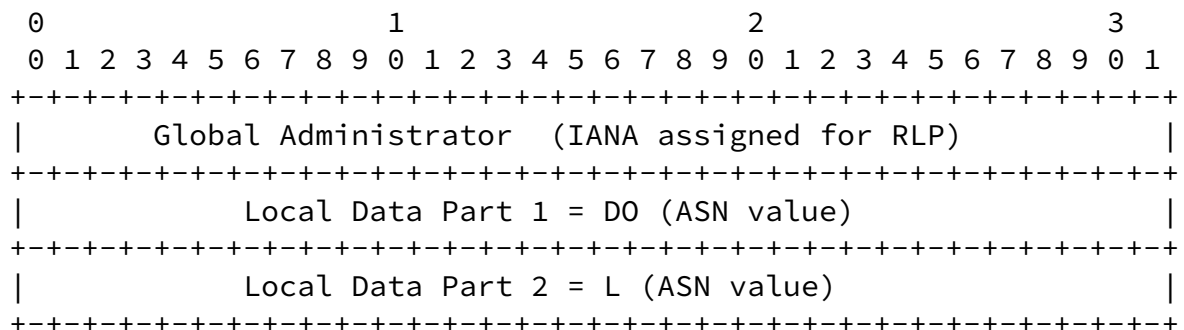 0                   1                   2                   3
 0 1 2 3 4 5 6 7 8 9 0 1 2 3 4 5 6 7 8 9 0 1 2 3 4 5 6 7 8 9 0 1
+-+-+-+-+-+-+-+-+-+-+-+-+-+-+-+-+-+-+-+-+-+-+-+-+-+-+-+-+-+-+-+-+
|       Global Administrator  (IANA assigned for RLP)           |
+-+-+-+-+-+-+-+-+-+-+-+-+-+-+-+-+-+-+-+-+-+-+-+-+-+-+-+-+-+-+-+-+
|            Local Data Part 1 = DO (ASN value)                 |
+-+-+-+-+-+-+-+-+-+-+-+-+-+-+-+-+-+-+-+-+-+-+-+-+-+-+-+-+-+-+-+-+
|            Local Data Part 2 = L (ASN value)                  |
+-+-+-+-+-+-+-+-+-+-+-+-+-+-+-+-+-+-+-+-+-+-+-+-+-+-+-+-+-+-+-+-+